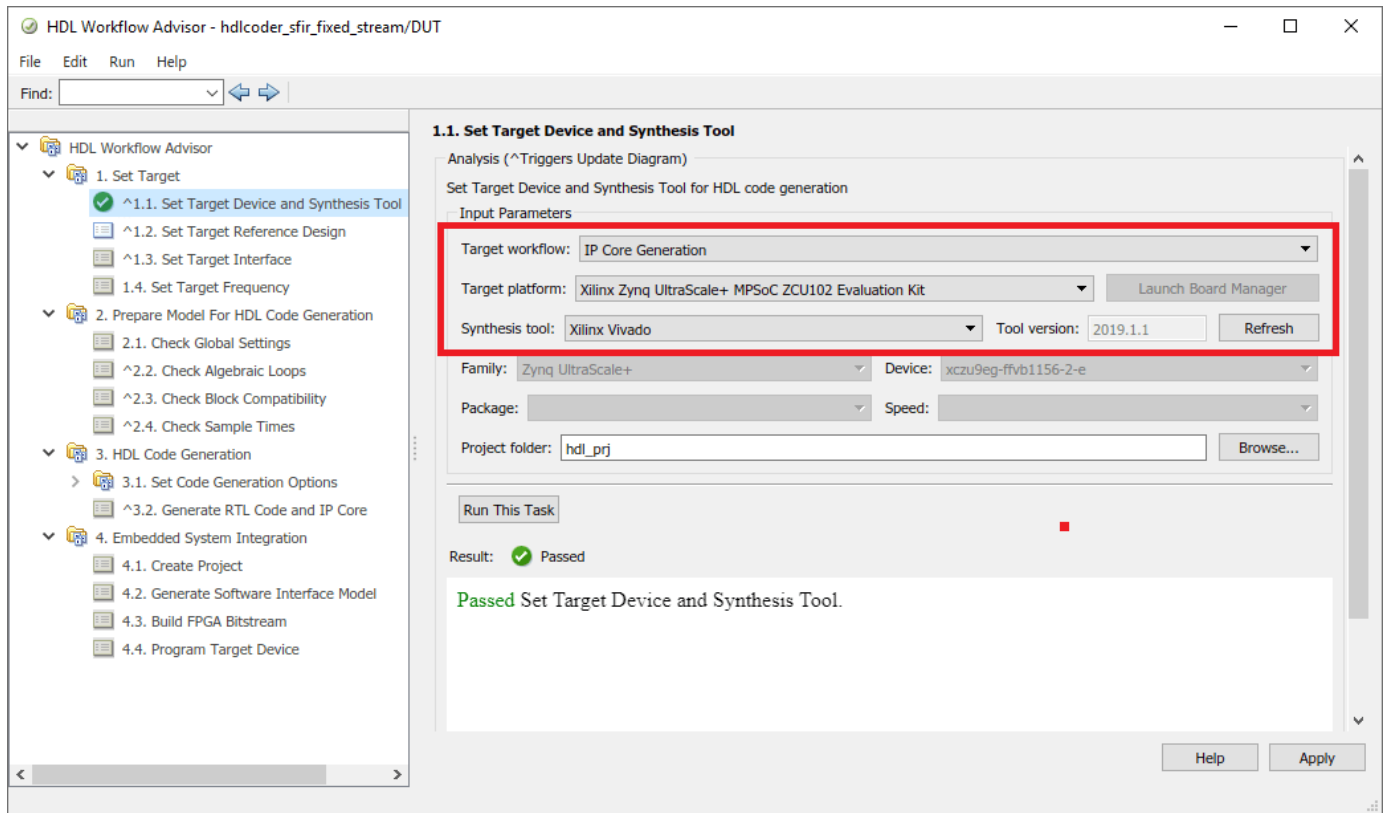 HDL Workflow Advisor - hdlcoder_sfir_fixed_stream/DUT
File Edit Run Help
Find:
HDL Workflow Advisor
1. Set Target
^1.1. Set Target Device and Synthesis Tool
^1.2. Set Target Reference Design
^1.3. Set Target Interface
1.4. Set Target Frequency
2. Prepare Model For HDL Code Generation
2.1. Check Global Settings
^2.2. Check Algebraic Loops
^2.3. Check Block Compatibility
^2.4. Check Sample Times
3. HDL Code Generation
3.1. Set Code Generation Options
^3.2. Generate RTL Code and IP Core
4. Embedded System Integration
4.1. Create Project
4.2. Generate Software Interface Model
4.3. Build FPGA Bitstream
4.4. Program Target Device
1.1. Set Target Device and Synthesis Tool
Analysis (^Triggers Update Diagram)
Set Target Device and Synthesis Tool for HDL code generation
Input Parameters
Target workflow: IP Core Generation
Target platform: Xilinx Zynq UltraScale+ MPSoC ZCU102 Evaluation Kit Launch Board Manager
Synthesis tool: Xilinx Vivado Tool version: 2019.1.1 Refresh
Family: Zynq UltraScale+ Device: xczu9eg-ffvb1156-2-e
Package: Speed:
Project folder: hdl_prj Browse...
Run This Task
Result: Passed
Passed Set Target Device and Synthesis Tool.
Help Apply